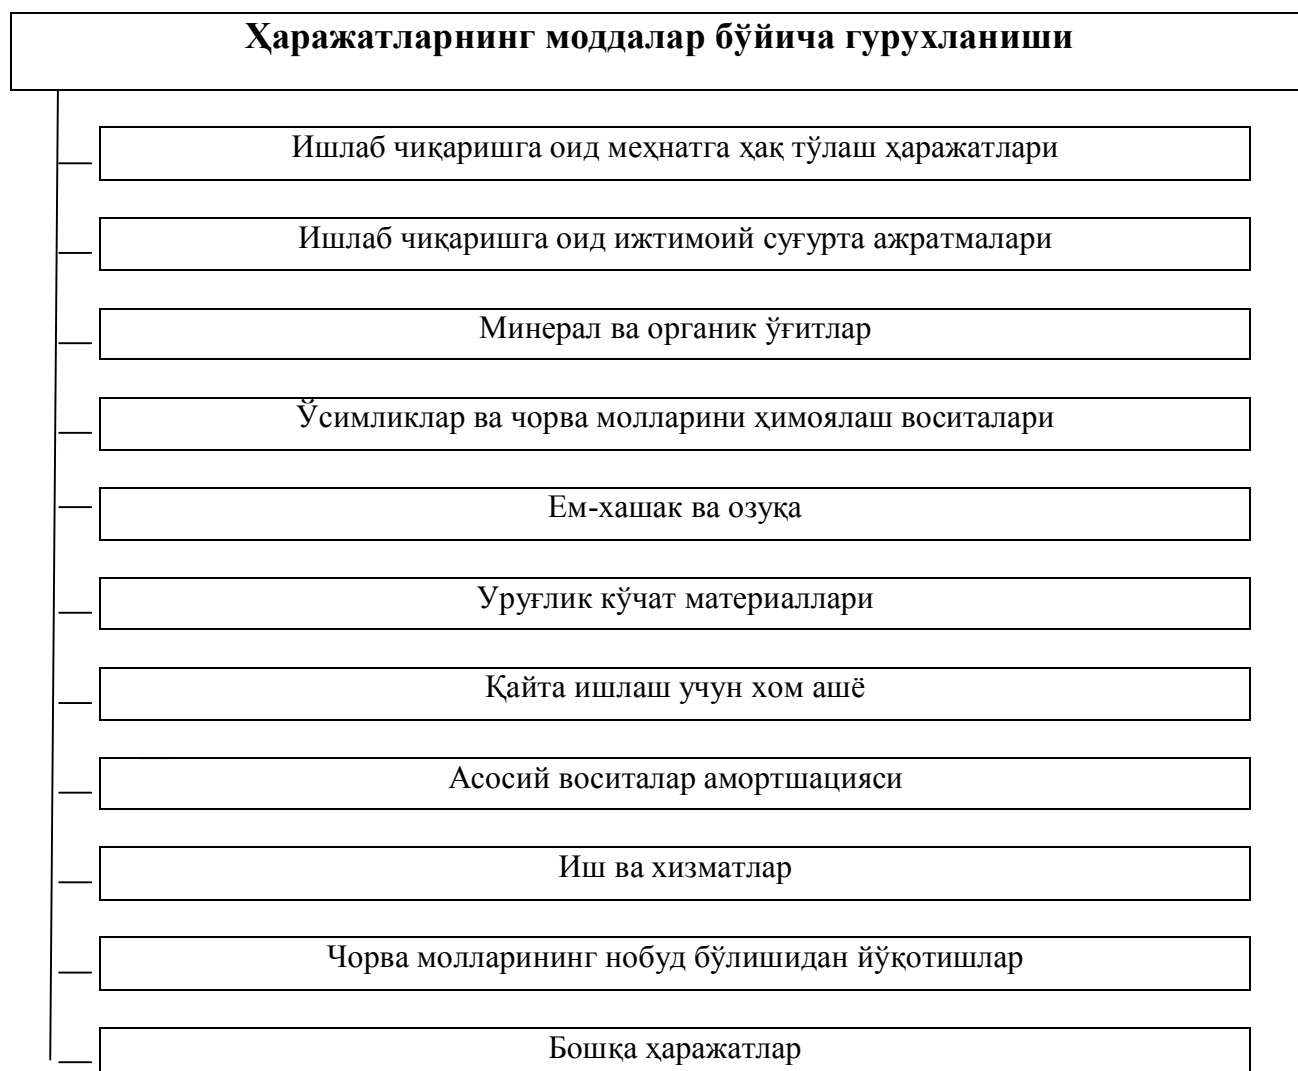 Ҳаражатларнинг моддалар бўйича гурухланиши
Ишлаб чиқаришга оид меҳнатга ҳақ тўлаш ҳаражатлари
Ишлаб чиқаришга оид ижтимоий суғурта ажратмалари
Минерал ва органик ўғитлар
Ўсимликлар ва чорва молларини ҳимоялаш воситалари
Ем-хашак ва озуқа
Уруғлик кўчат материаллари
Қайта ишлаш учун хом ашё
Асосий воситалар амортшацияси
Иш ва хизматлар
Чорва молларининг нобуд бўлишидан йўқотишлар
Бошқа ҳаражатлар